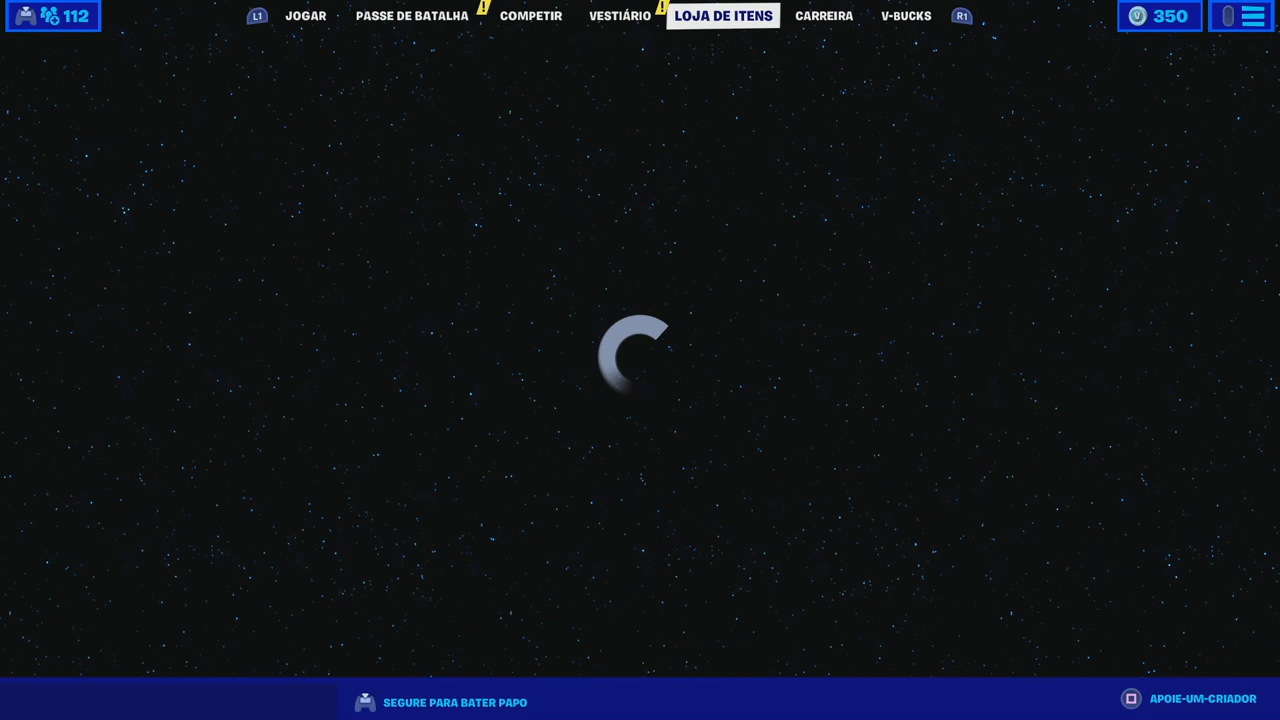 112
L1
JOGAR
PASSE DE BATALHA
!
COMPETIR
VESTIÁRIO
!
LOJA DE ITENS
CARREIRA
V-BUCKS
R1
V
350
SEGURE PARA BATER PAPO
APOIE-UM-CRIADOR